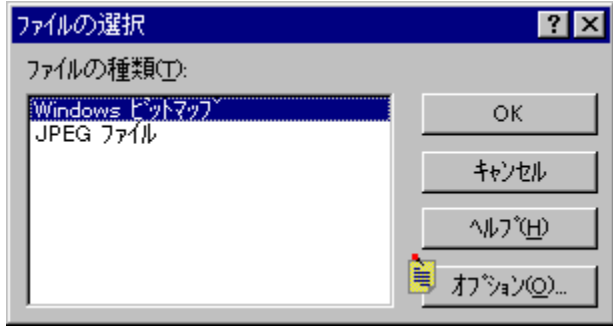 ファイルの選択
ファイルの種類(T):
Windows ビットマップ
JPEG ファイル
OK
キャンセル
ヘルプ(H)
オプション(O)...